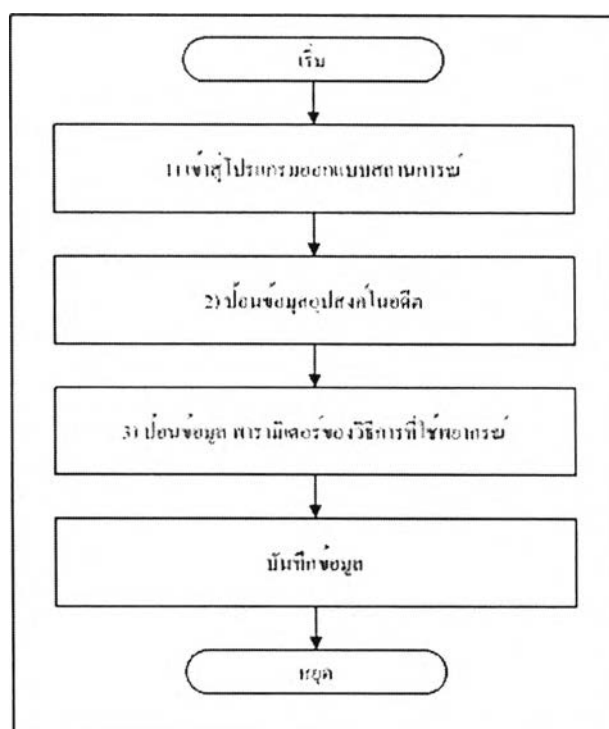 เริ่ม
1) เข้าสู่โปรแกรมออกแบบสถานการณ์
2) ป้อนข้อมูลอุปสงค์ในอดีต
3) ป้อนข้อมูล พารามิเตอร์ของวิธีการที่ใช้พยากรณ์
บันทึกข้อมูล
หยุด